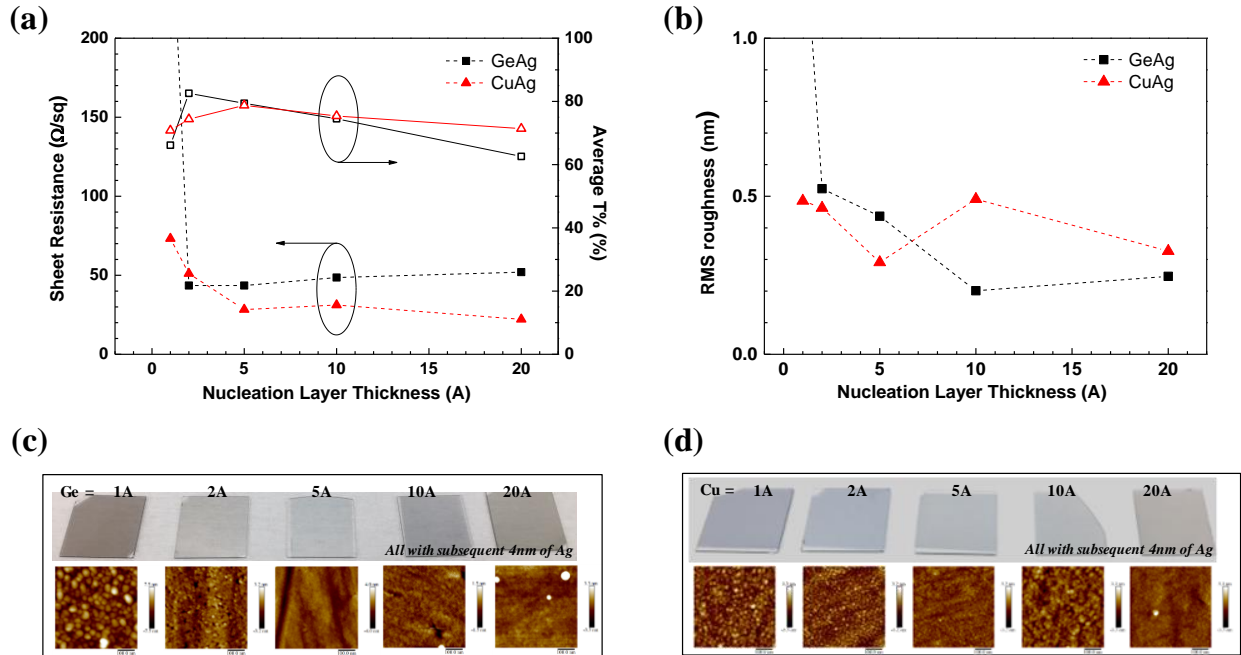 (a)
200
150
100
50
0
Sheet Resistance (Ω/sq)
GeAg
CuAg
100
80
60
40
20
0
Average T% (%)
0
5
10
15
20
Nucleation Layer Thickness (A)
(b)
1.0
0.5
0.0
RMS roughness (nm)
GeAg
CuAg
0
5
10
15
20
Nucleation Layer Thickness (A)
(c)
Ge = 1A 2A 5A 10A 20A
All with subsequent 4nm of Ag
(d)
Cu = 1A 2A 5A 10A 20A
All with subsequent 4nm of Ag